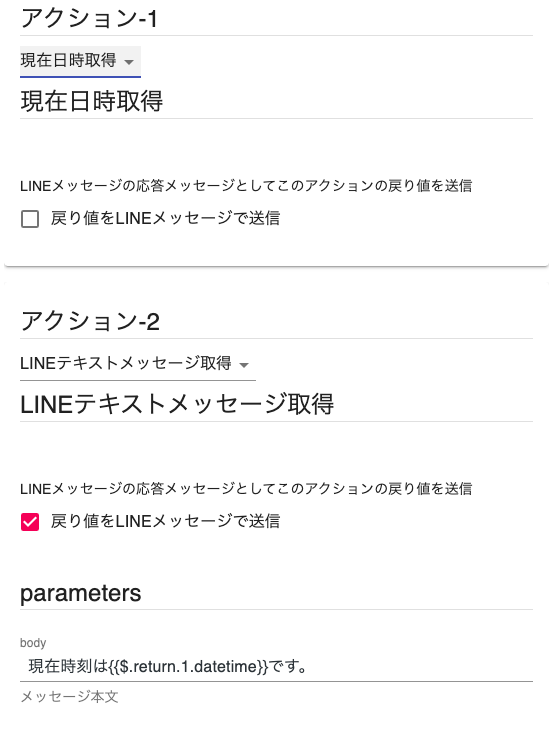 アクション-1
現在日時取得
現在日時取得
LINEメッセージの応答メッセージとしてこのアクションの戻り値を送信
戻り値をLINEメッセージで送信
アクション-2
LINEテキストメッセージ取得
LINEテキストメッセージ取得
LINEメッセージの応答メッセージとしてこのアクションの戻り値を送信
戻り値をLINEメッセージで送信
parameters
body
現在時刻は{{$.return.1.datetime}}です。
メッセージ本文